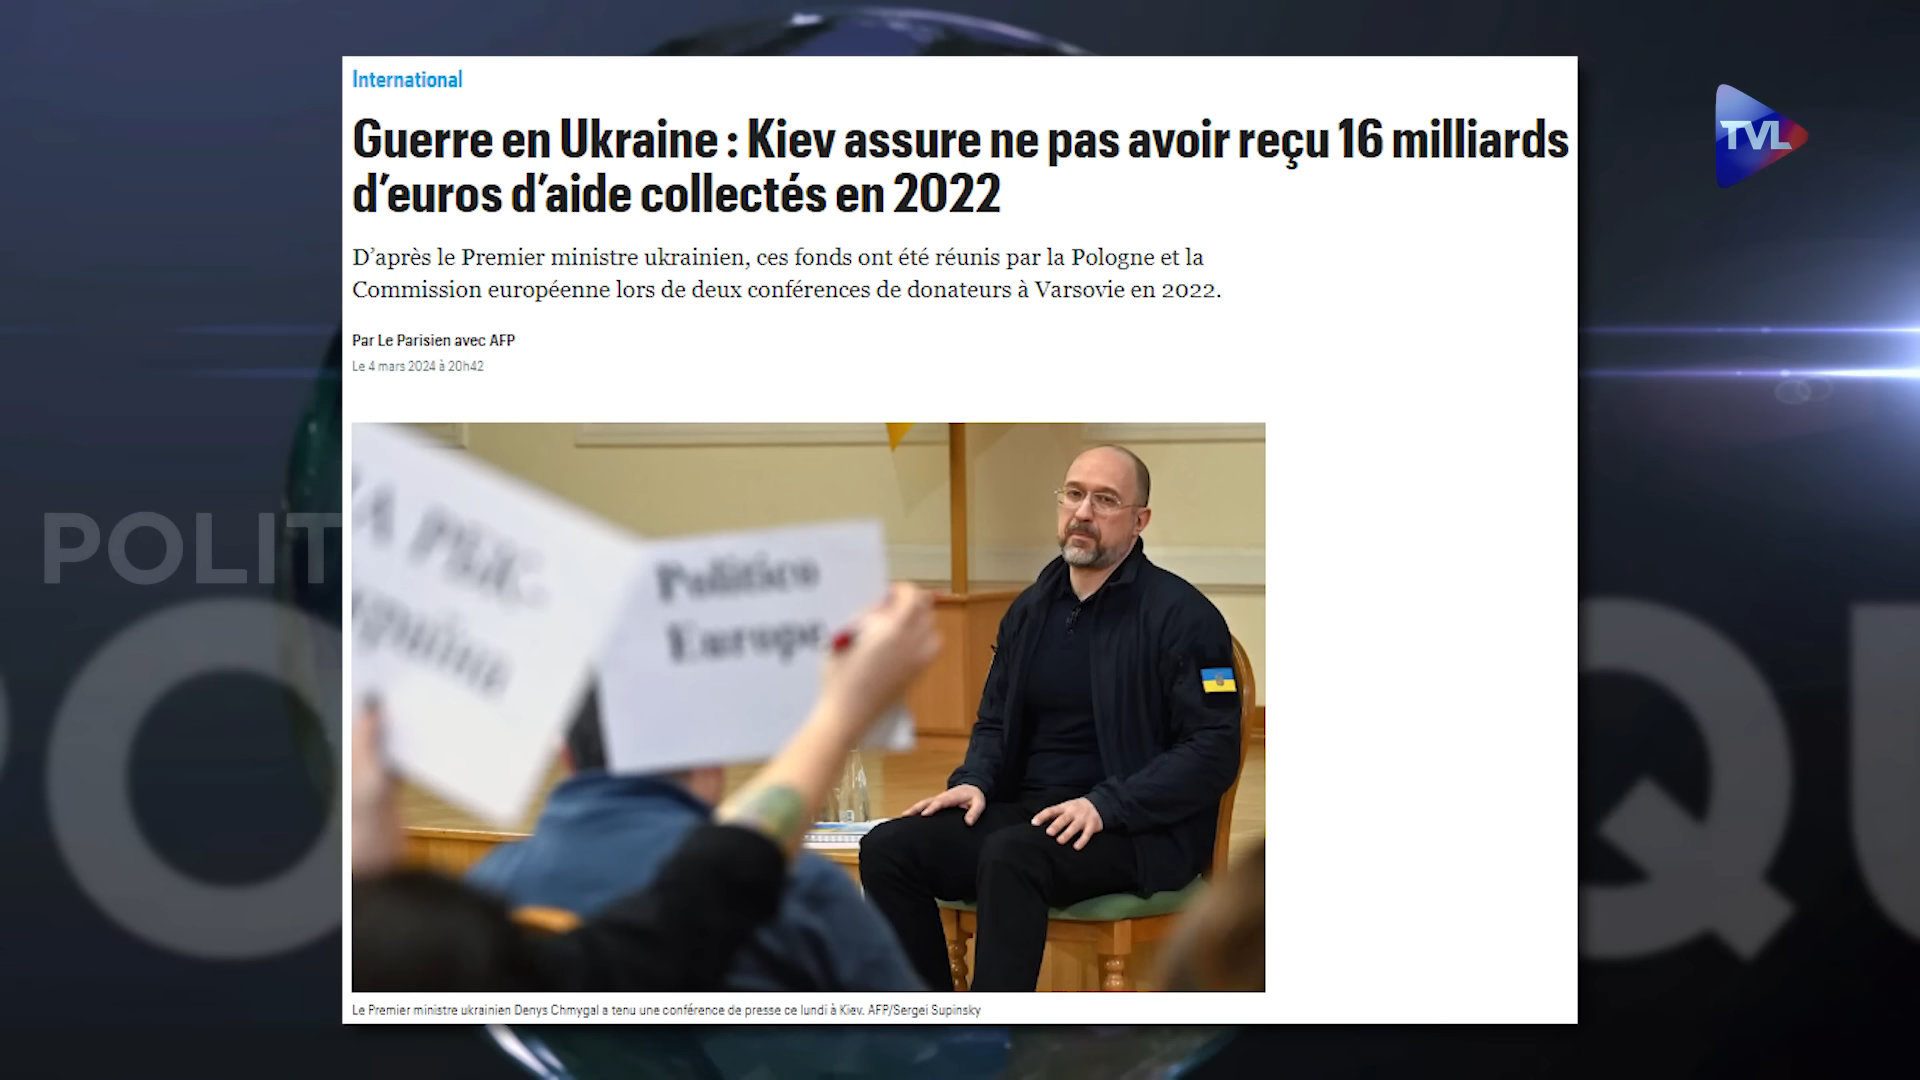 International
TVL
Guerre en Ukraine : Kiev assure ne pas avoir reçu 16 milliards
d’euros d’aide collectés en 2022
D’après le Premier ministre ukrainien, ces fonds ont été réunis par la Pologne et la
Commission européenne lors de deux conférences de donateurs à Varsovie en 2022.
Par Le Parisien avec AFP
Le 4 mars 2024 à 20h42
POLIT
Politico
Europe
Le Premier ministre ukrainien Denys Chmygal a tenu une conférence de presse ce lundi à Kiev. AFP/Sergei Supinsky